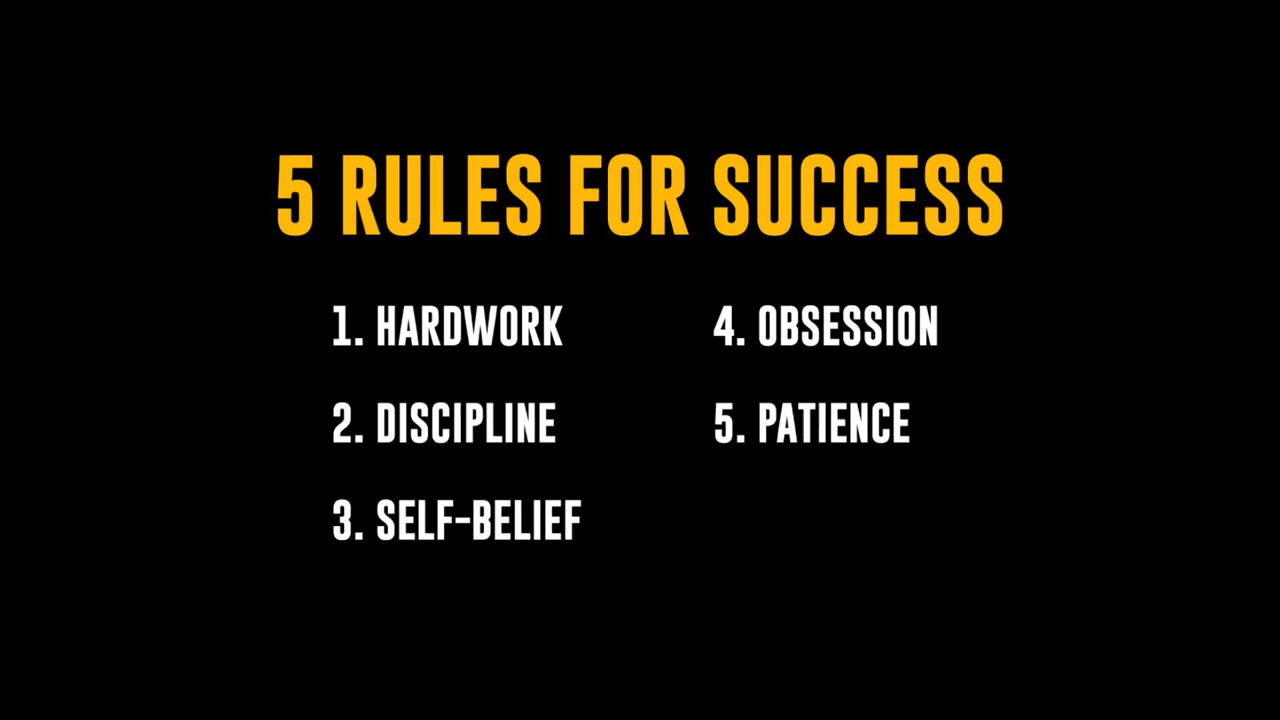 5 RULES FOR SUCCESS
1. HARDWORK
2. DISCIPLINE
3. SELF-BELIEF
4. OBSESSION
5. PATIENCE